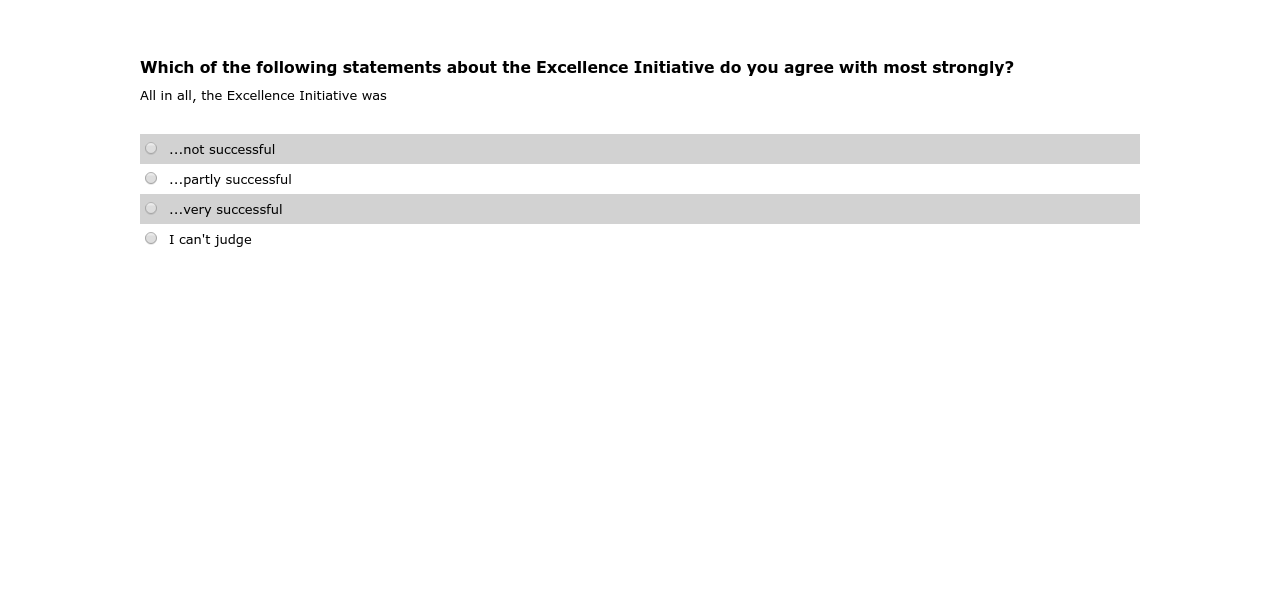 Which of the following statements about the Excellence Initiative do you agree with most strongly?
All in all, the Excellence Initiative was
...not successful
...partly successful
...very successful
I can't judge